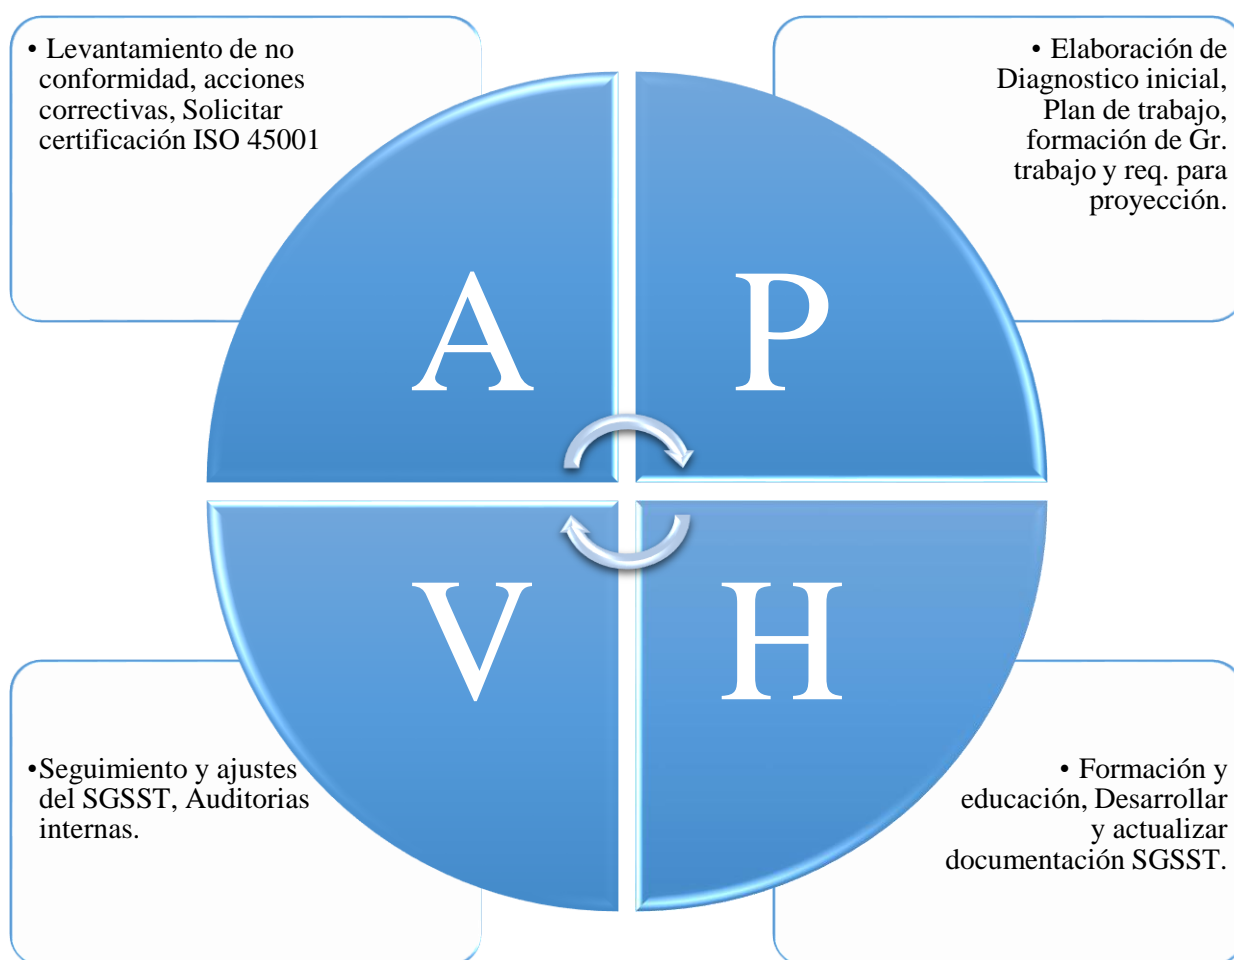 • Levantamiento de no
conformidad, acciones
correctivas, Solicitar
certificación ISO 45001
• Elaboración de
Diagnostico inicial,
Plan de trabajo,
formación de Gr.
trabajo y req. para
proyección.
A
P
V
H
•Seguimiento y ajustes
del SGSST, Auditorias
internas.
• Formación y
educación, Desarrollar
y actualizar
documentación SGSST.